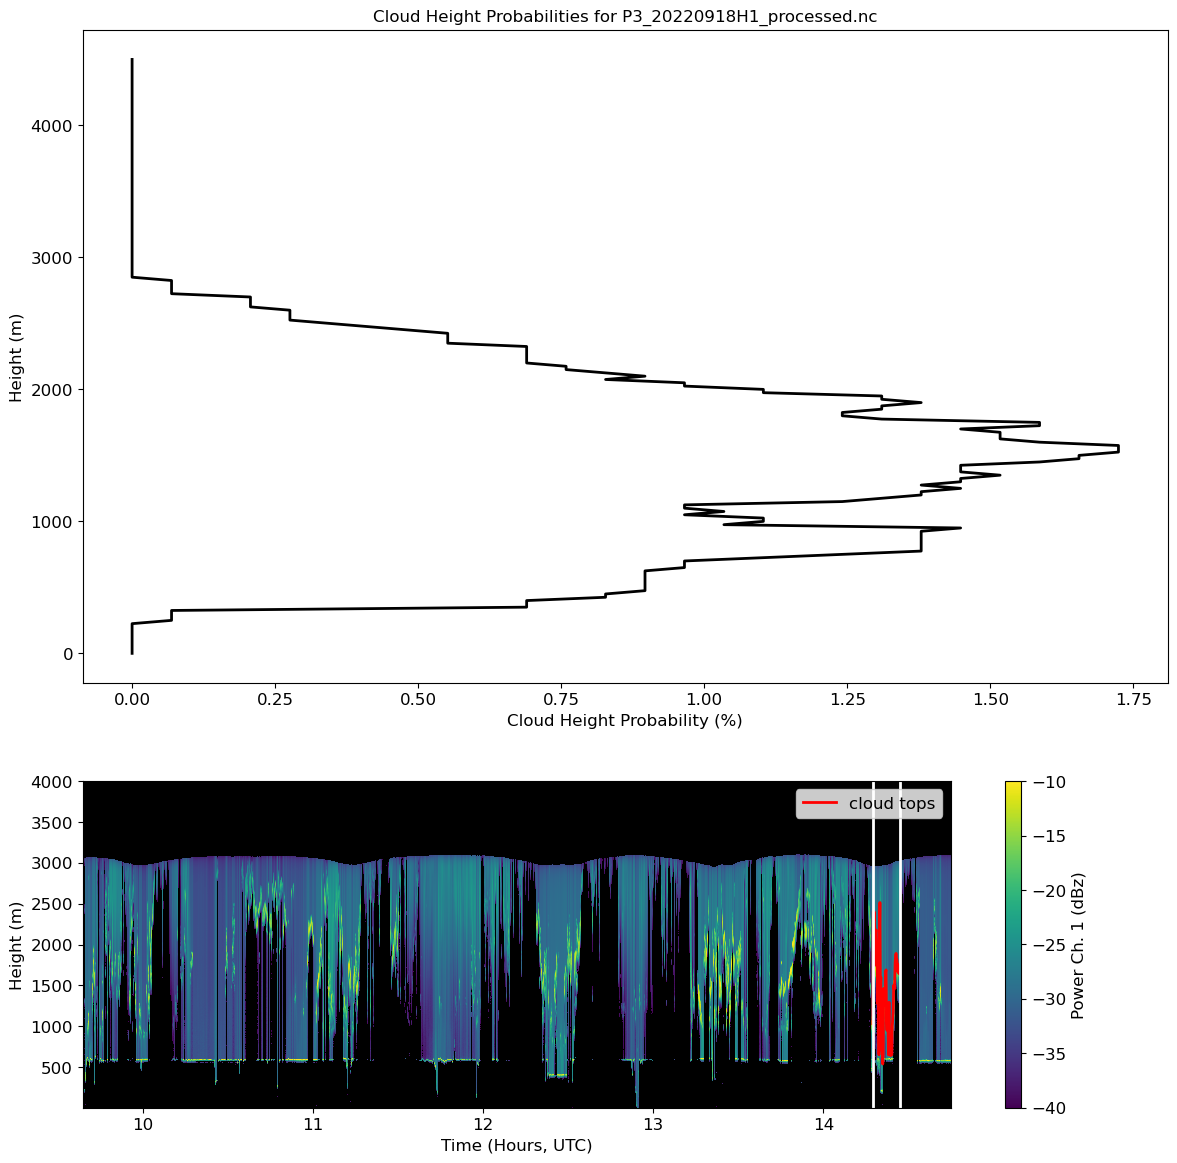 Cloud Height Probabilities for P3_20220918H1_processed.nc
4000
3000
2000
1000
0
Height (m)
0.00 0.25 0.50 0.75 1.00 1.25 1.50 1.75
Cloud Height Probability (%)
4000
3500
3000
2500
2000
1500
1000
500
Height (m)
cloud tops
10 11 12 13 14
Time (Hours, UTC)
−10
−15
−20
−25
−30
−35
−40
Power Ch. 1 (dBz)